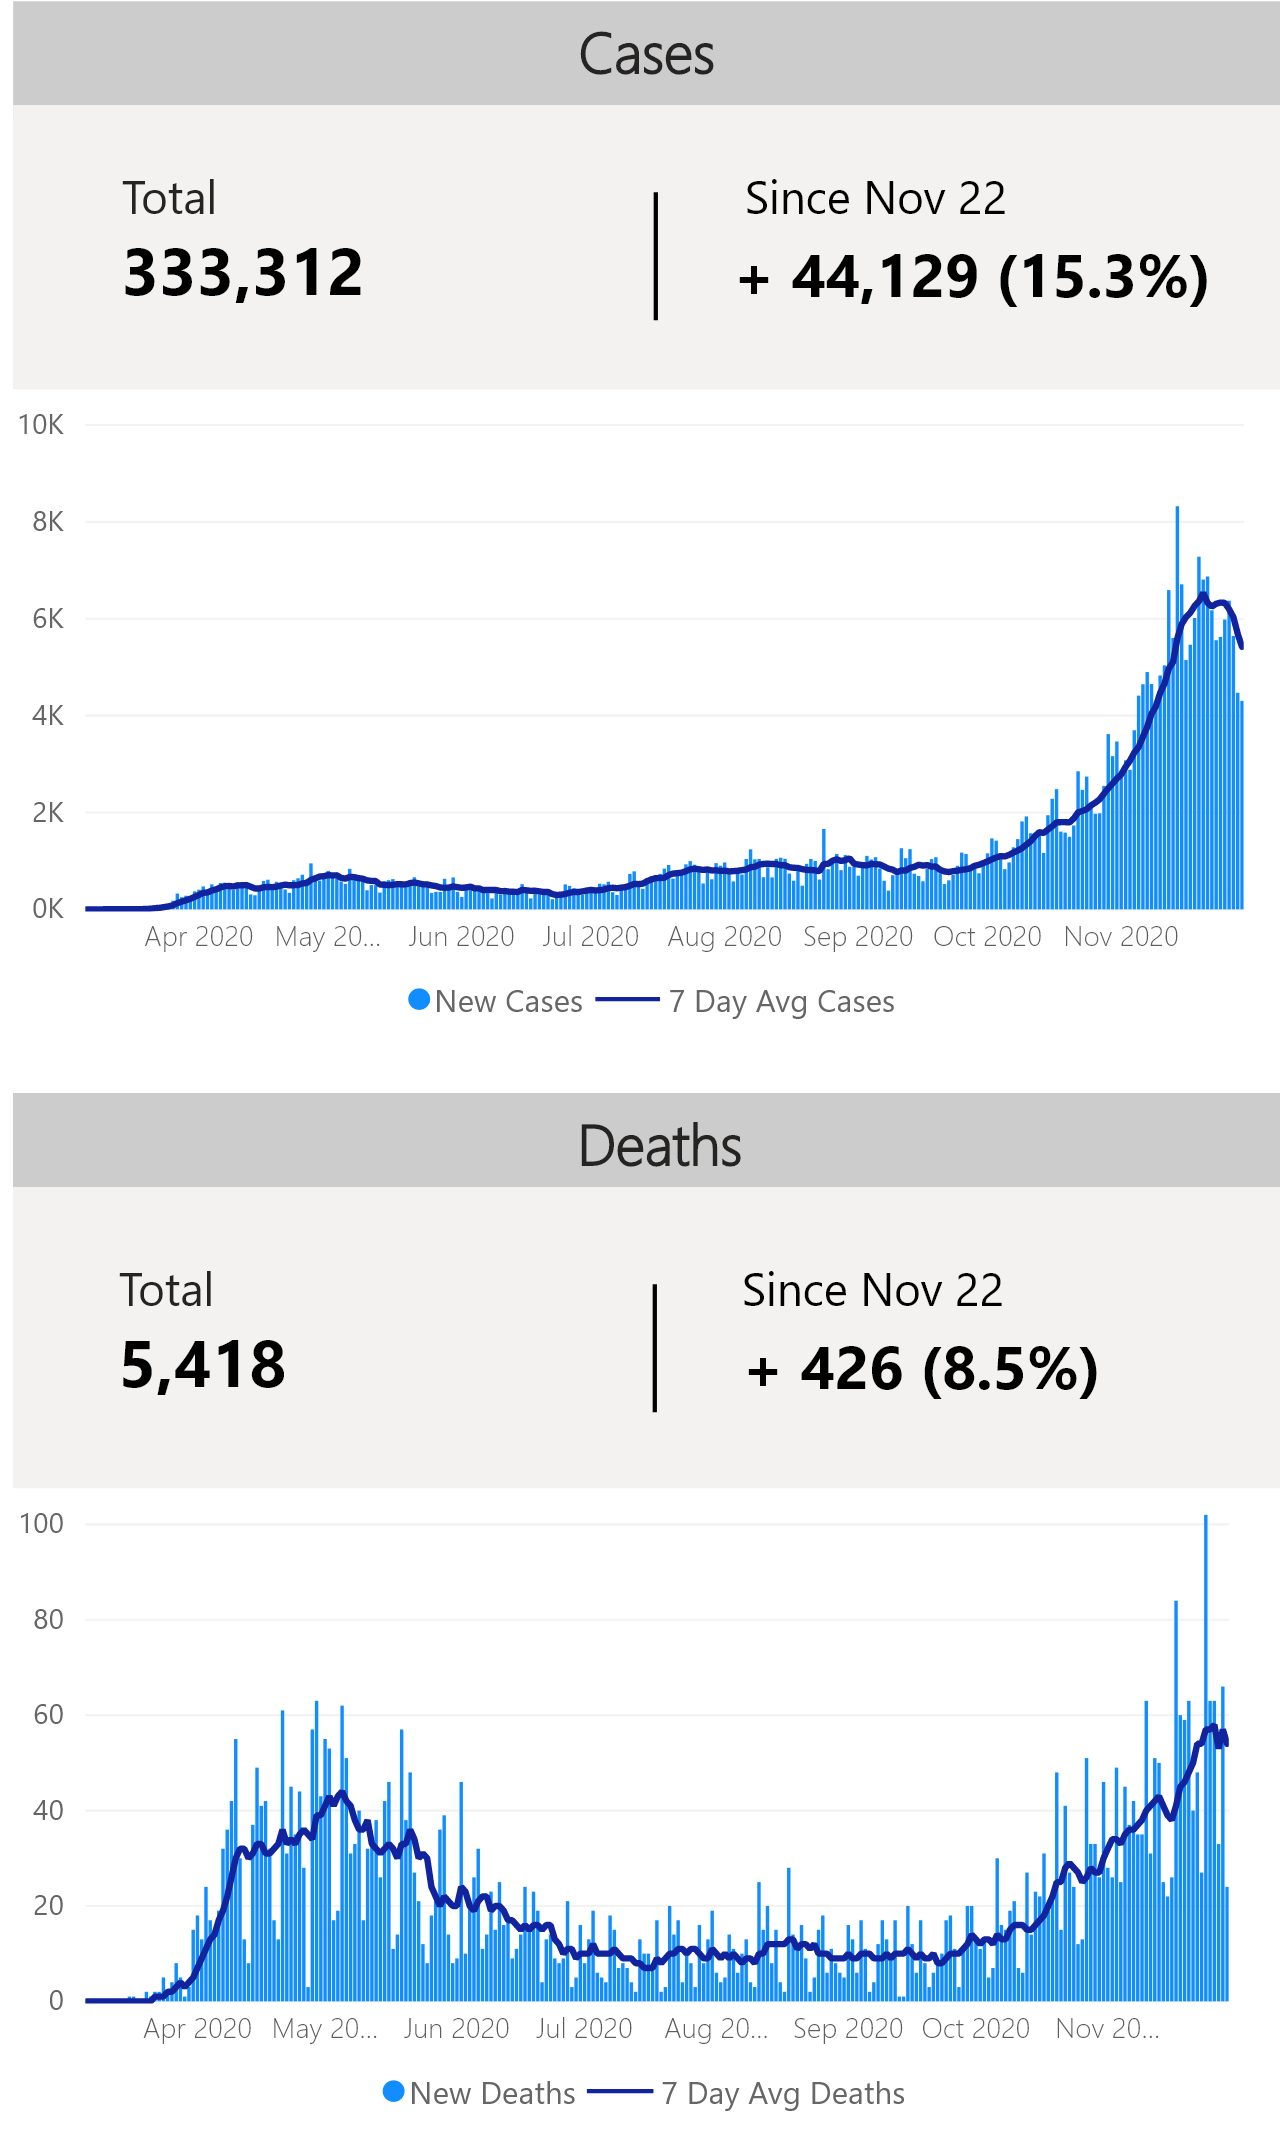 Cases
Total
Since Nov 22
333,312
+ 44,129 (15.3%)
10K
8K
6K
4K
2K
0K
Apr 2020 May 20... Jun 2020 Jul 2020 Aug 2020 Sep 2020 Oct 2020 Nov 2020
New Cases 7 Day Avg Cases
Deaths
Total
Since Nov 22
5,418
+ 426 (8.5%)
100
80
60
40
20
0
Apr 2020 May 20... Jun 2020 Jul 2020 Aug 20... Sep 2020 Oct 2020 Nov 20...
New Deaths 7 Day Avg Deaths